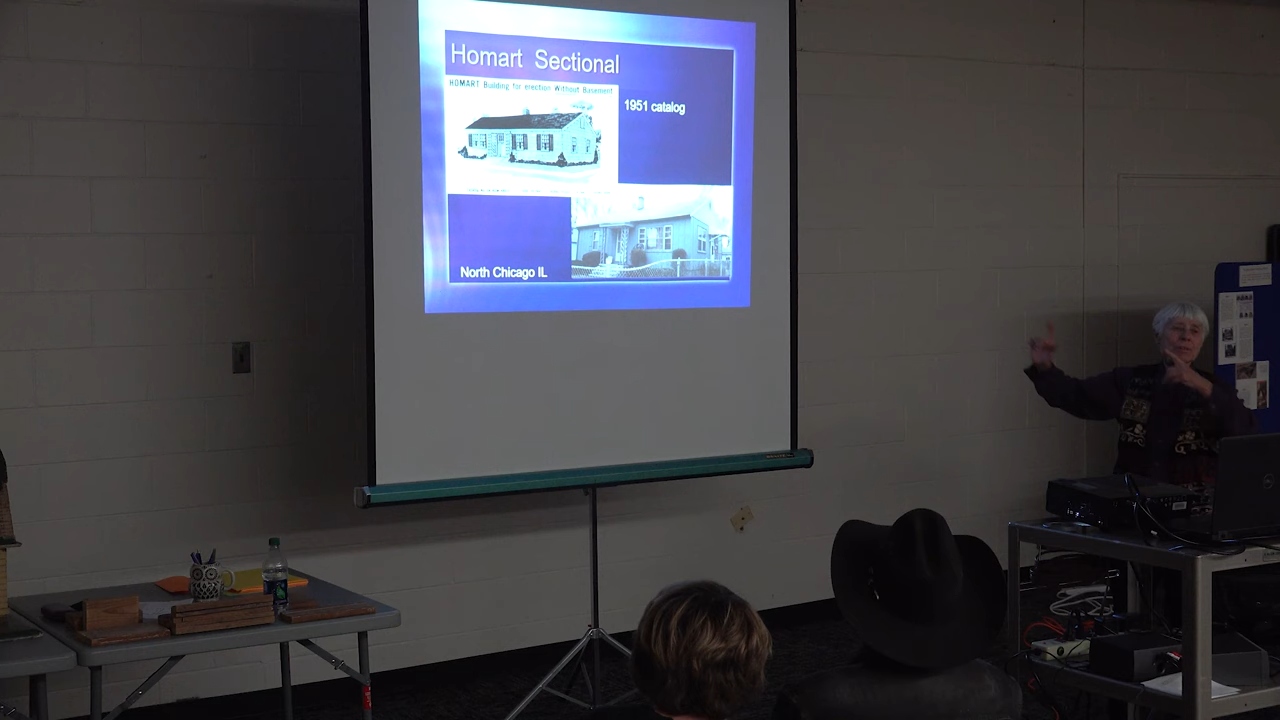 Homart Sectional
HOMART Building for erection Without Basement
1951 catalog
North Chicago IL